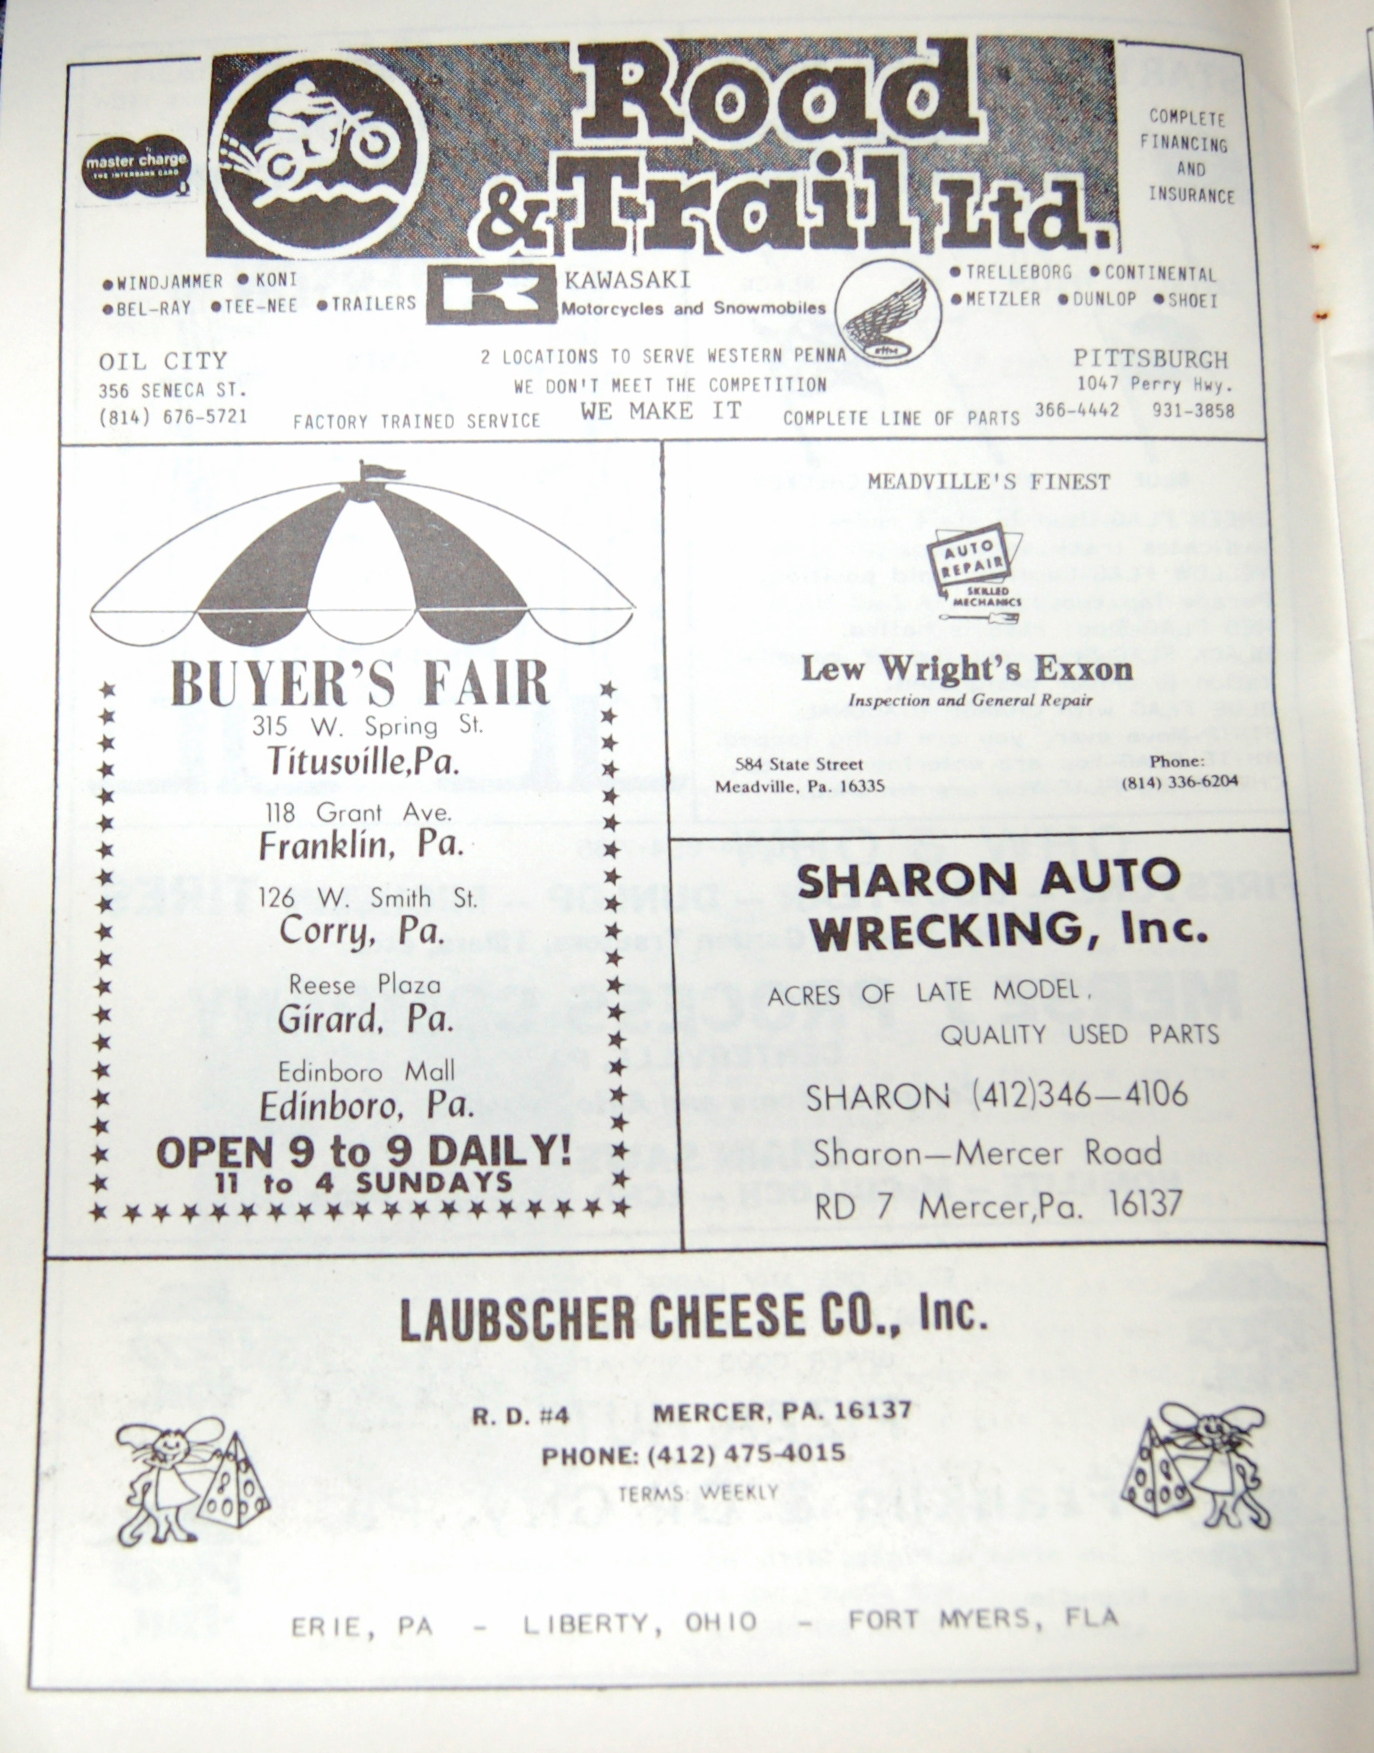 Road
& Trail Ltd.
master charge
THE INTERBANK CARD
COMPLETE
FINANCING
AND
INSURANCE
●WINDJAMMER ● KONI
●BEL-RAY ●TEE-NEE ●TRAILERS
K KAWASAKI
Motorcycles and Snowmobiles
●TRELLEBORG ●CONTINENTAL
●METZLER ●DUNLOP ●SHOEI
OIL CITY
356 SENECA ST.
(814) 676-5721
2 LOCATIONS TO SERVE WESTERN PENNA
WE DON'T MEET THE COMPETITION
WE MAKE IT
FACTORY TRAINED SERVICE
COMPLETE LINE OF PARTS
PITTSBURGH
1047 Perry Hwy.
366-4442 931-3858
BUYER'S FAIR
315 W. Spring St.
Titusville,Pa.
118 Grant Ave.
Franklin, Pa.
126 W. Smith St.
Corry, Pa.
Reese Plaza
Girard, Pa.
Edinboro Mall
Edinboro, Pa.
OPEN 9 to 9 DAILY!
11 to 4 SUNDAYS
MEADVILLE'S FINEST
AUTO
REPAIR
SKILLED
MECHANICS
Lew Wright's Exxon
Inspection and General Repair
584 State Street
Meadville, Pa. 16335
Phone:
(814) 336-6204
SHARON AUTO
WRECKING, Inc.
ACRES OF LATE MODEL,
QUALITY USED PARTS
SHARON (412)346—4106
Sharon—Mercer Road
RD 7 Mercer,Pa. 16137
LAUBSCHER CHEESE CO., Inc.
R. D. #4 MERCER, PA. 16137
PHONE: (412) 475-4015
TERMS: WEEKLY
ERIE, PA - LIBERTY, OHIO - FORT MYERS, FLA